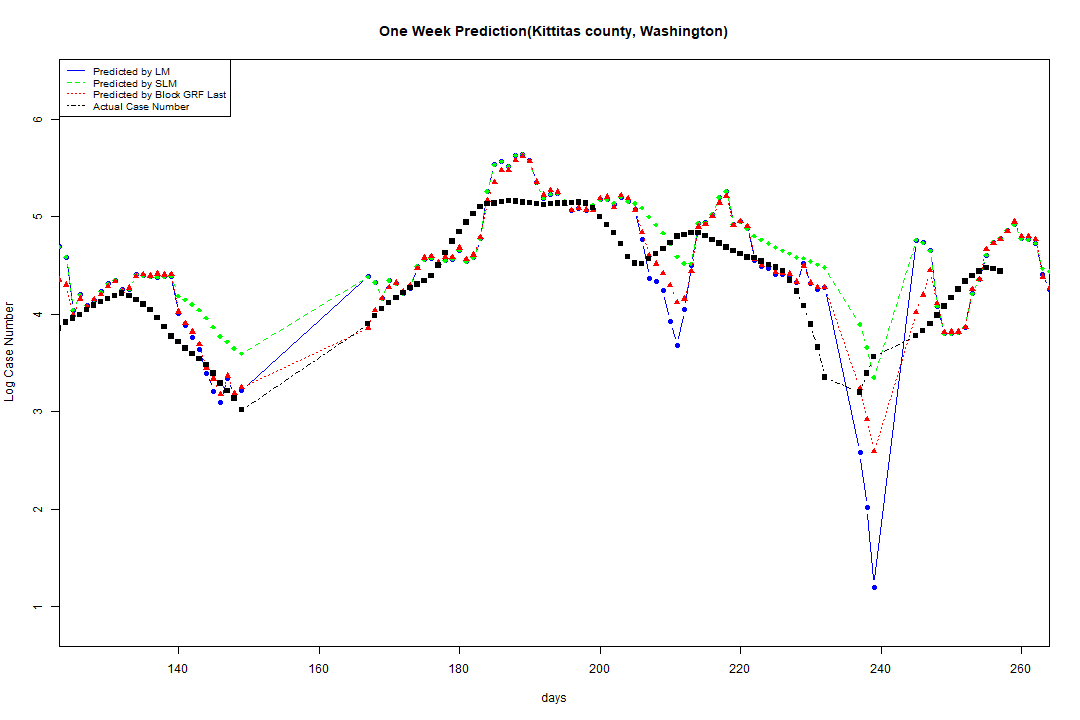 One Week Prediction(Kittitas county, Washington)
Predicted by LM
Predicted by SLM
Predicted by Block GRF Last
Actual Case Number
Log Case Number
6
5
4
3
2
1
140 160 180 200 220 240 260
days